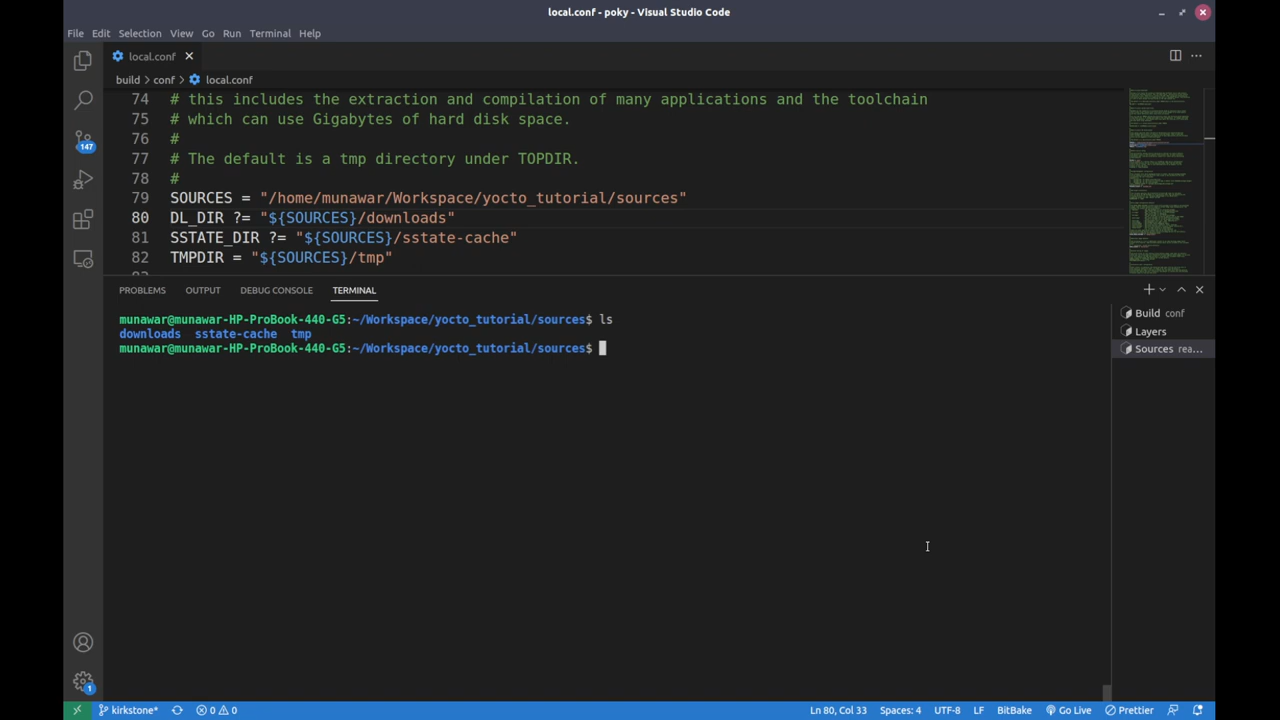 local.conf - poky - Visual Studio Code
File Edit Selection View Go Run Terminal Help
local.conf
build > conf > local.conf
74 # this includes the extraction and compilation of many applications and the toolchain
75 # which can use Gigabytes of hard disk space.
76 #
77 # The default is a tmp directory under TOPDIR.
78 #
79 SOURCES = "/home/munawar/Workspace/yocto_tutorial/sources"
80 DL_DIR ?= "${SOURCES}/downloads"
81 SSTATE_DIR ?= "${SOURCES}/sstate-cache"
82 TMPDIR = "${SOURCES}/tmp"
147
PROBLEMS OUTPUT DEBUG CONSOLE TERMINAL
munawar@munawar-HP-ProBook-440-G5:~/Workspace/yocto_tutorial/sources$ ls
downloads sstate-cache tmp
munawar@munawar-HP-ProBook-440-G5:~/Workspace/yocto_tutorial/sources$
Build conf
Layers
Sources rea...
1
kirkstone* 0 0 Ln 80, Col 33 Spaces: 4 UTF-8 LF BitBake Go Live Prettier